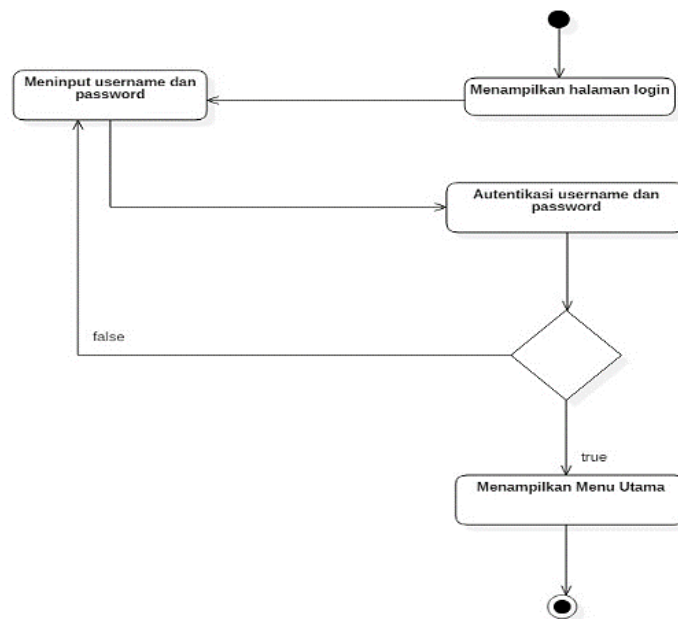 Menampilkan halaman login
Meninput username dan
password
Autentikasi username dan
password
false
true
Menampilkan Menu Utama